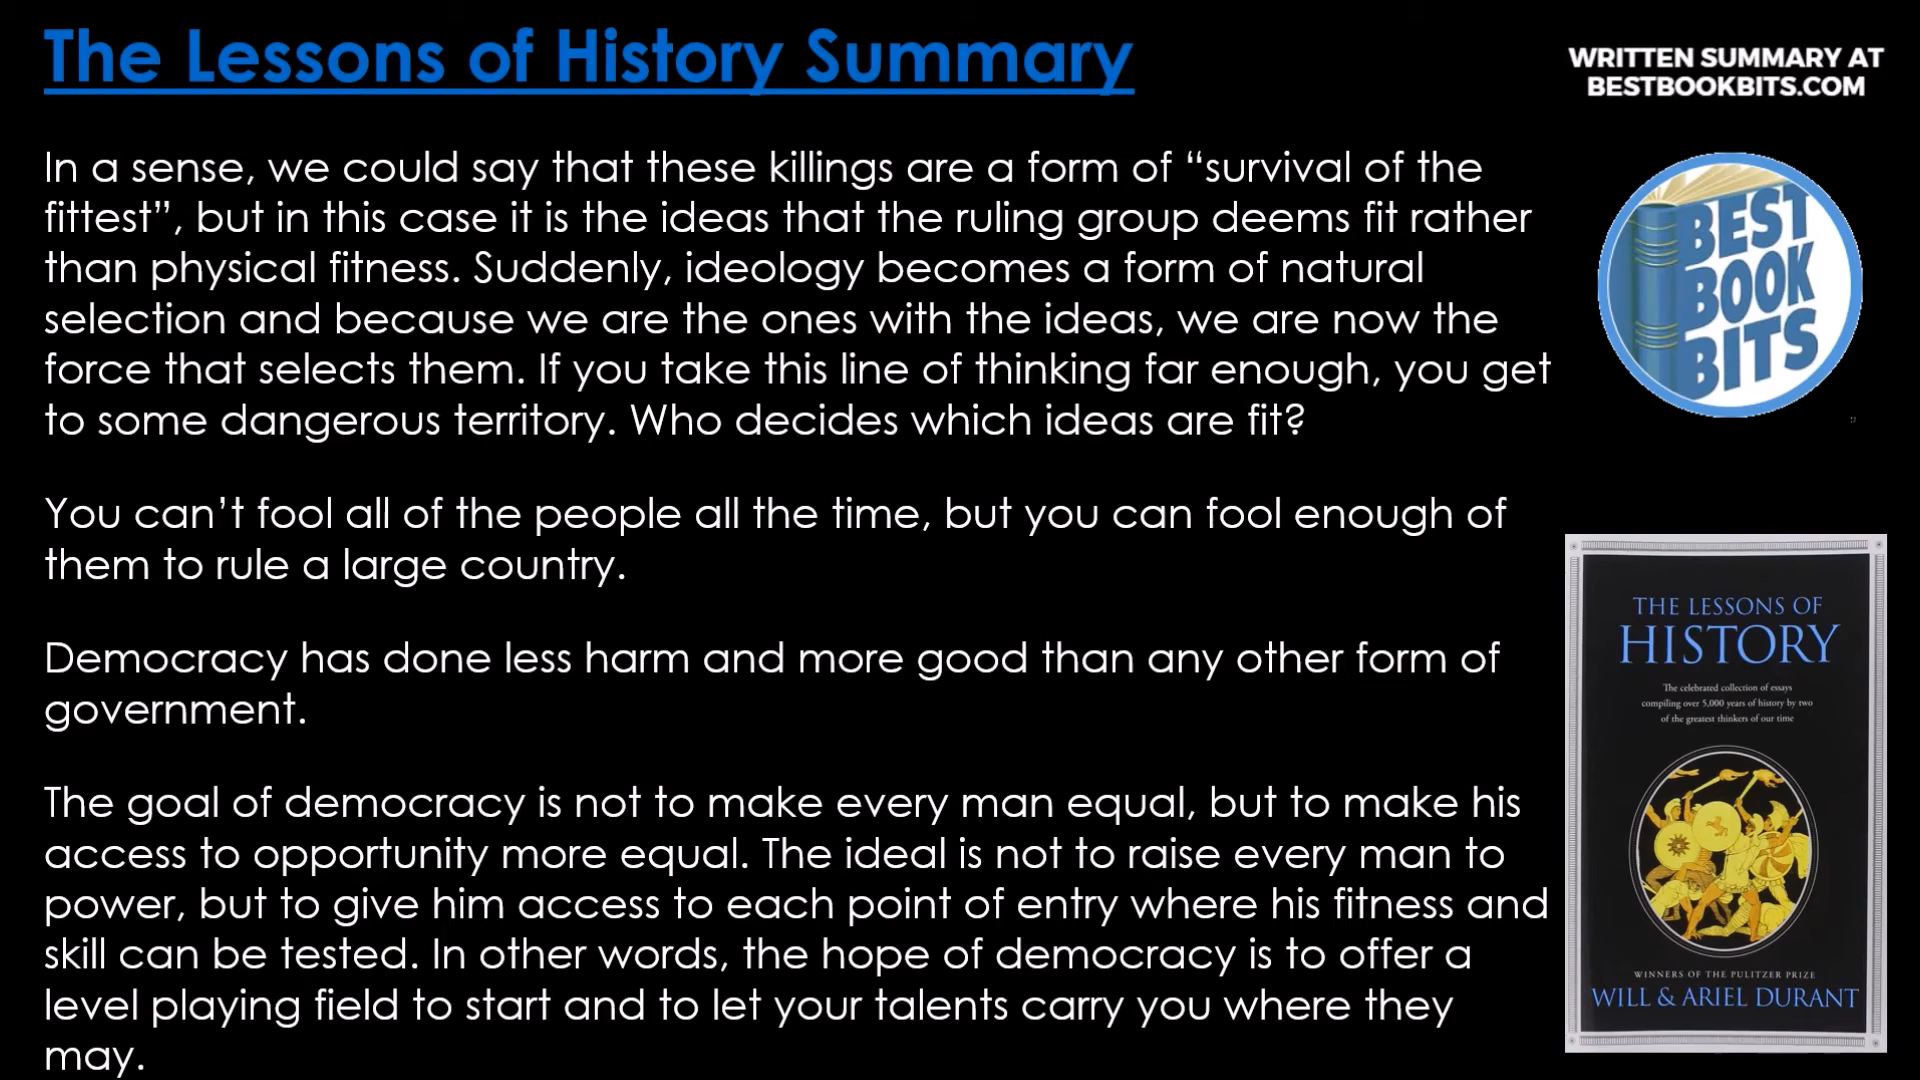 The Lessons of History Summary
WRITTEN SUMMARY AT
BESTBOOKBITS.COM
In a sense, we could say that these killings are a form of “survival of the
fittest”, but in this case it is the ideas that the ruling group deems fit rather
than physical fitness. Suddenly, ideology becomes a form of natural
selection and because we are the ones with the ideas, we are now the
force that selects them. If you take this line of thinking far enough, you get
to some dangerous territory. Who decides which ideas are fit?
You can’t fool all of the people all the time, but you can fool enough of
them to rule a large country.
Democracy has done less harm and more good than any other form of
government.
The goal of democracy is not to make every man equal, but to make his
access to opportunity more equal. The ideal is not to raise every man to
power, but to give him access to each point of entry where his fitness and
skill can be tested. In other words, the hope of democracy is to offer a
level playing field to start and to let your talents carry you where they
may.
BEST
BOOK
BITS
THE LESSONS OF
HISTORY
The celebrated collection of essays
compiling over 5,000 years of history by two
of the greatest thinkers of our time
WINNERS OF THE PULITZER PRIZE
WILL & ARIEL DURANT